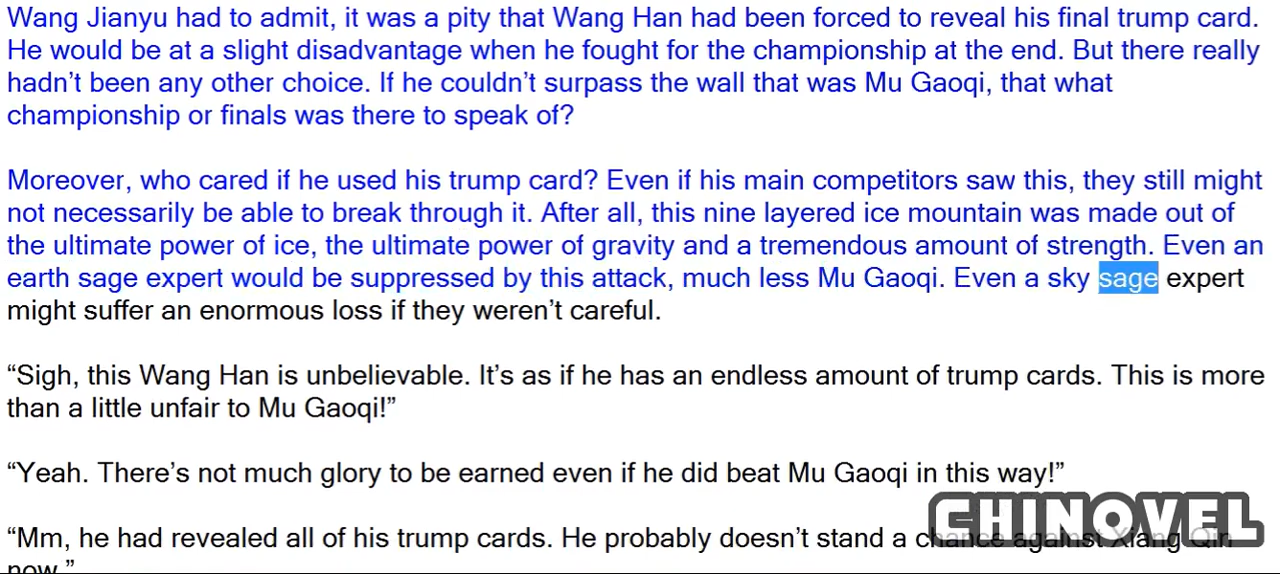 Wang Jianyu had to admit, it was a pity that Wang Han had been forced to reveal his final trump card.
He would be at a slight disadvantage when he fought for the championship at the end. But there really
hadn’t been any other choice. If he couldn’t surpass the wall that was Mu Gaoqi, that what
championship or finals was there to speak of?
Moreover, who cared if he used his trump card? Even if his main competitors saw this, they still might
not necessarily be able to break through it. After all, this nine layered ice mountain was made out of
the ultimate power of ice, the ultimate power of gravity and a tremendous amount of strength. Even an
earth sage expert would be suppressed by this attack, much less Mu Gaoqi. Even a sky sage expert
might suffer an enormous loss if they weren’t careful.
“Sigh, this Wang Han is unbelievable. It’s as if he has an endless amount of trump cards. This is more
than a little unfair to Mu Gaoqi!”
“Yeah. There’s not much glory to be earned even if he did beat Mu Gaoqi in this way!”
“Mm, he had revealed all of his trump cards. He probably doesn’t stand a chance against Xiang Qin
now.”
CHINOVEL